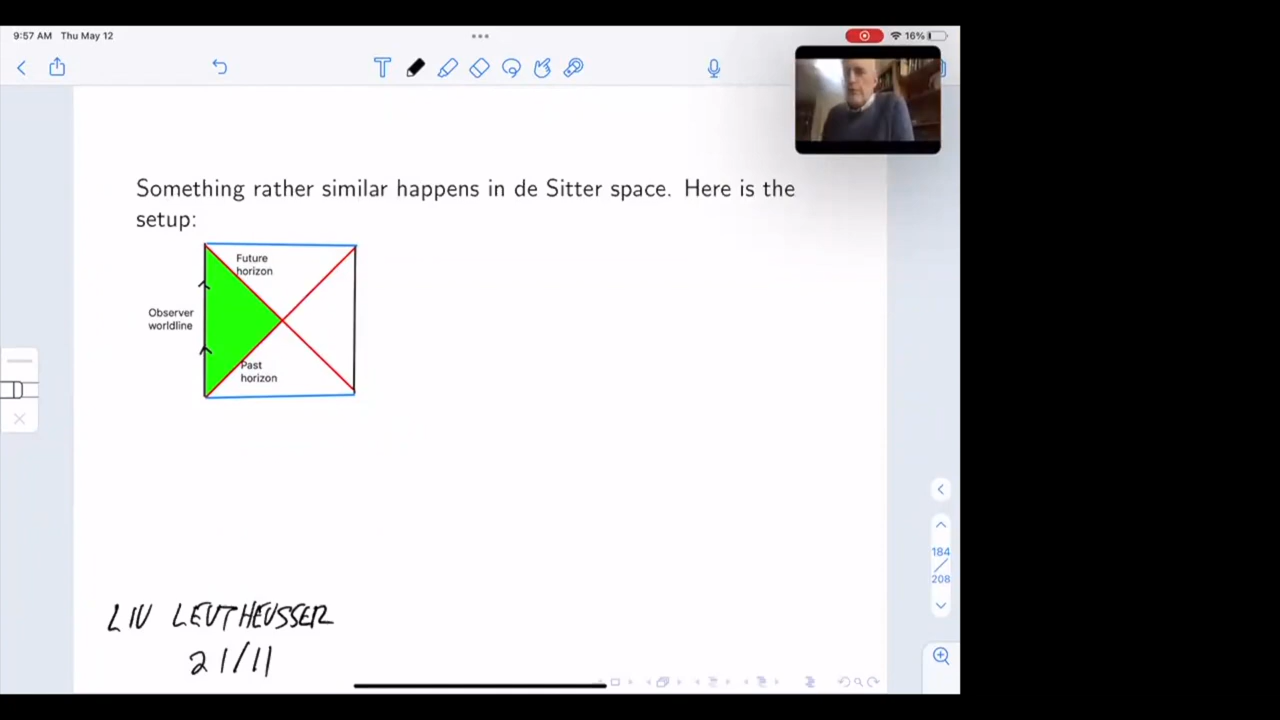 9:57 AM Thu May 12
16%
Something rather similar happens in de Sitter space. Here is the
setup:
Future
horizon
Observer
worldline
Past
horizon
184
208
LIU LEUTHEUSSER
21/11